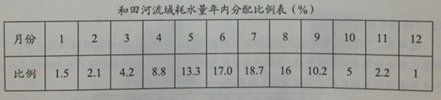 和田河流域耗水量年内分配比例表(%)
月份 1 2 3 4 5 6 7 8 9 10 11 12
比例 1.5 2.1 4.2 8.8 13.3 17.0 18.7 16 10.2 5 2.2 1